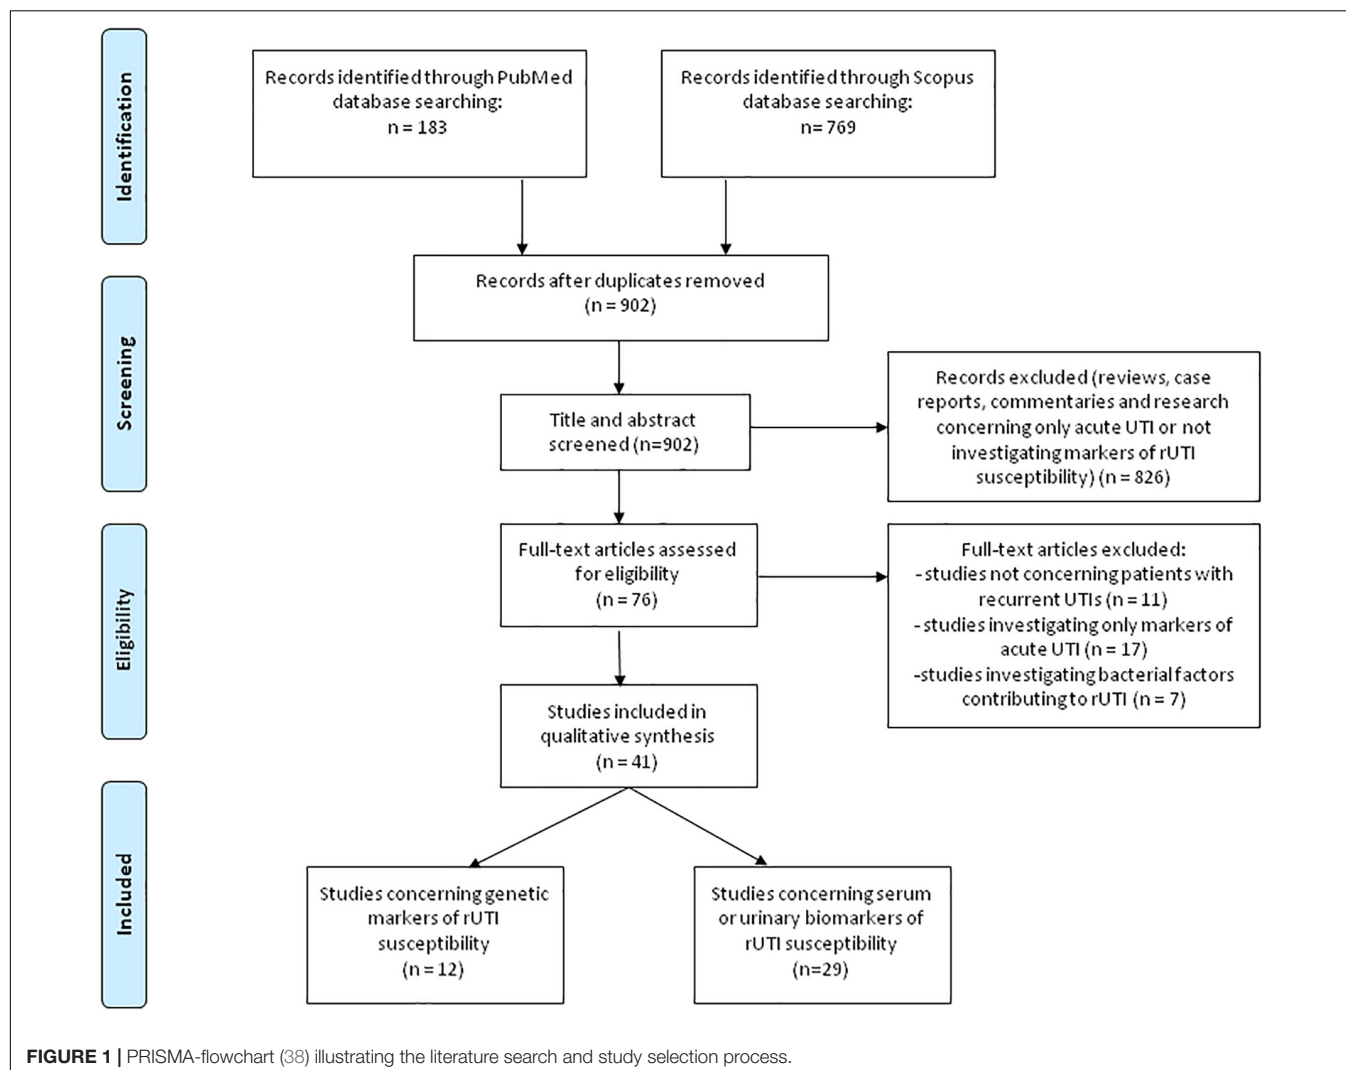 Identification
Records identified through PubMed
database searching:
n = 183
Records identified through Scopus
database searching:
n= 769
Records after duplicates removed
(n = 902)
Screening
Title and abstract
screened (n=902)
Records excluded (reviews, case
reports, commentaries and research
concerning only acute UTI or not
investigating markers of rUTI
susceptibility) (n = 826)
Eligibility
Full-text articles assessed
for eligibility
(n = 76)
Full-text articles excluded:
-studies not concerning patients with
recurrent UTIs (n = 11)
-studies investigating only markers of
acute UTI (n = 17)
-studies investigating bacterial factors
contributing to rUTI (n = 7)
Studies included in
qualitative synthesis
(n = 41)
Included
Studies concerning genetic
markers of rUTI
susceptibility
(n = 12)
Studies concerning serum
or urinary biomarkers of
rUTI susceptibility
(n=29)
FIGURE 1 | PRISMA-flowchart (38) illustrating the literature search and study selection process.